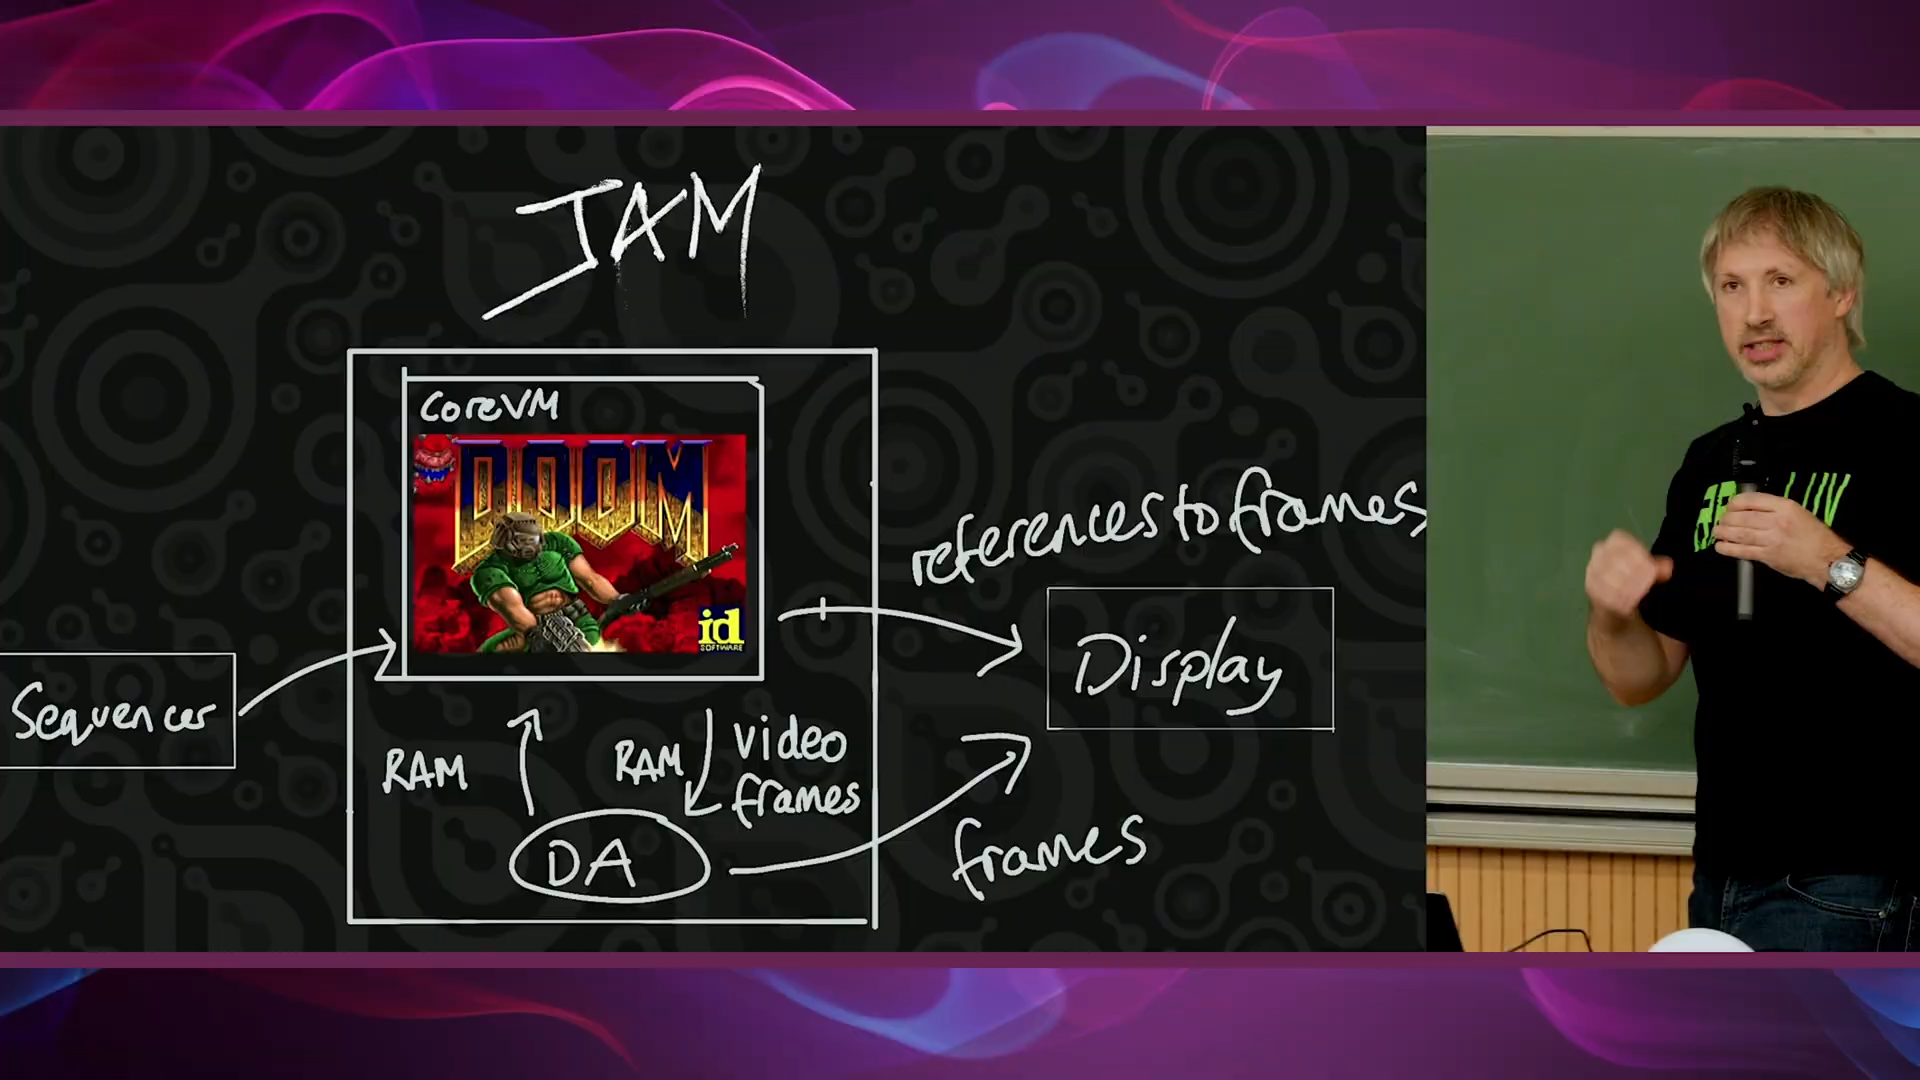 JAM
CoreVM
DOOM
id
SOFTWARE
references to frames
Display
Sequencer
RAM
RAM
video
frames
DA
frames